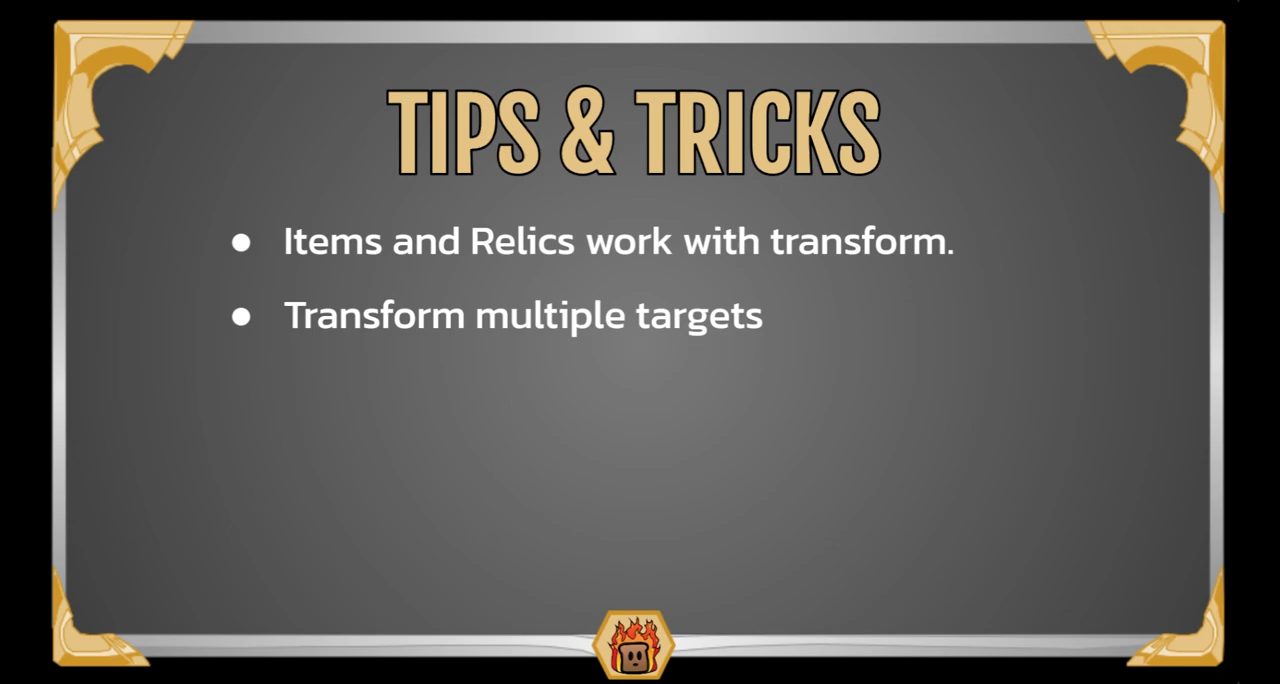 TIPS & TRICKS
● Items and Relics work with transform.
● Transform multiple targets